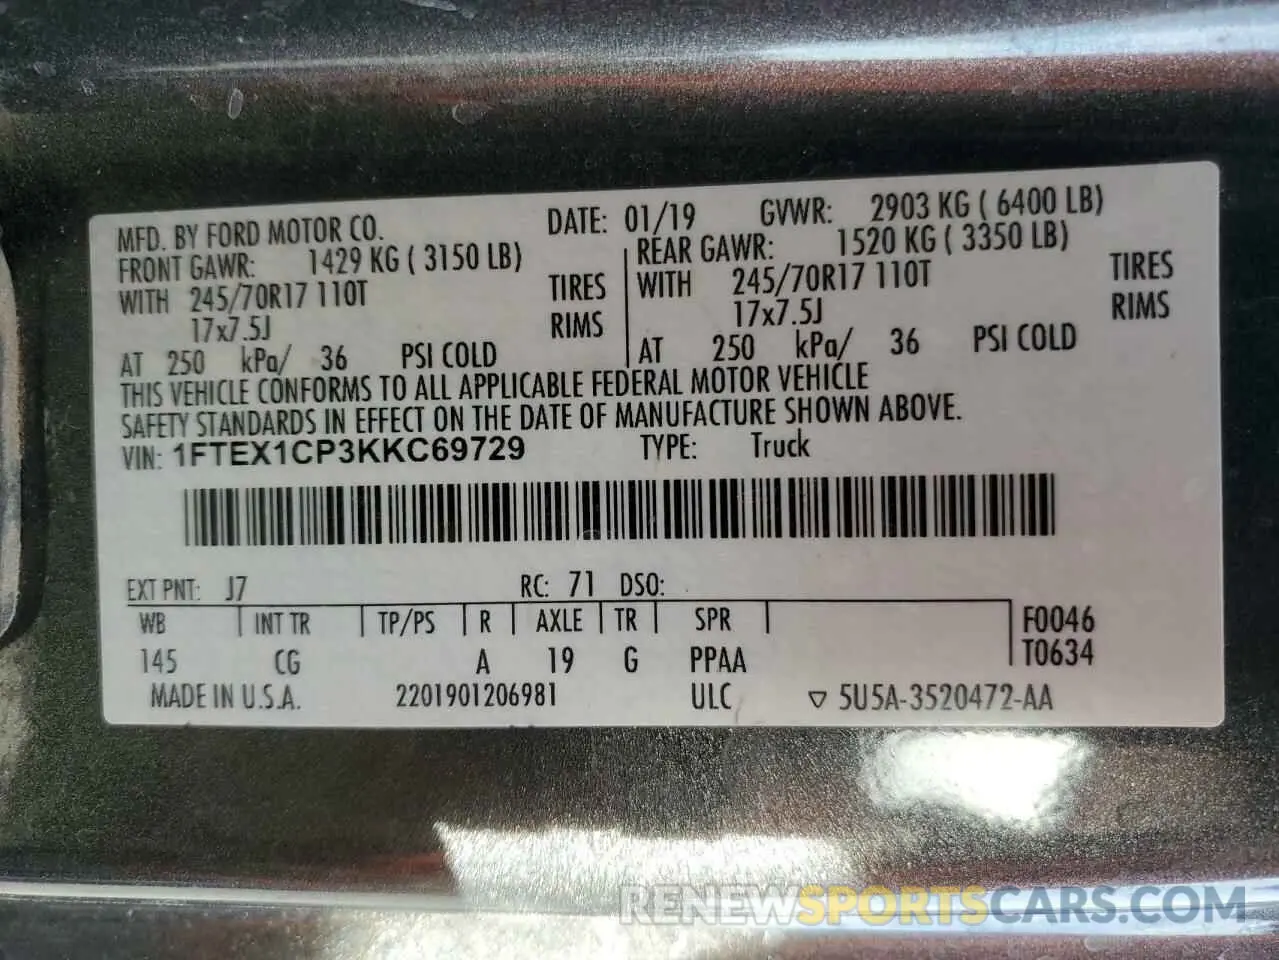 MFD. BY FORD MOTOR CO. DATE: 01/19 GVWR: 2903 KG ( 6400 LB)
FRONT GAWR: 1429 KG ( 3150 LB) REAR GAWR: 1520 KG ( 3350 LB)
WITH 245/70R17 110T TIRES WITH 245/70R17 110T TIRES
17x7.5J RIMS 17x7.5J RIMS
AT 250 kPa/ 36 PSI COLD AT 250 kPa/ 36 PSI COLD
THIS VEHICLE CONFORMS TO ALL APPLICABLE FEDERAL MOTOR VEHICLE
SAFETY STANDARDS IN EFFECT ON THE DATE OF MANUFACTURE SHOWN ABOVE.
VIN: 1FTEX1CP3KKC69729 TYPE: Truck
EXT PNT: J7 RC: 71 DSO:
WB INT TR TP/PS R AXLE TR SPR F0046
145 CG A 19 G PPAA T0634
MADE IN U.S.A. 2201901206981 ULC ▽ 5U5A-3520472-AA
RENEWSPORTSCARS.COM